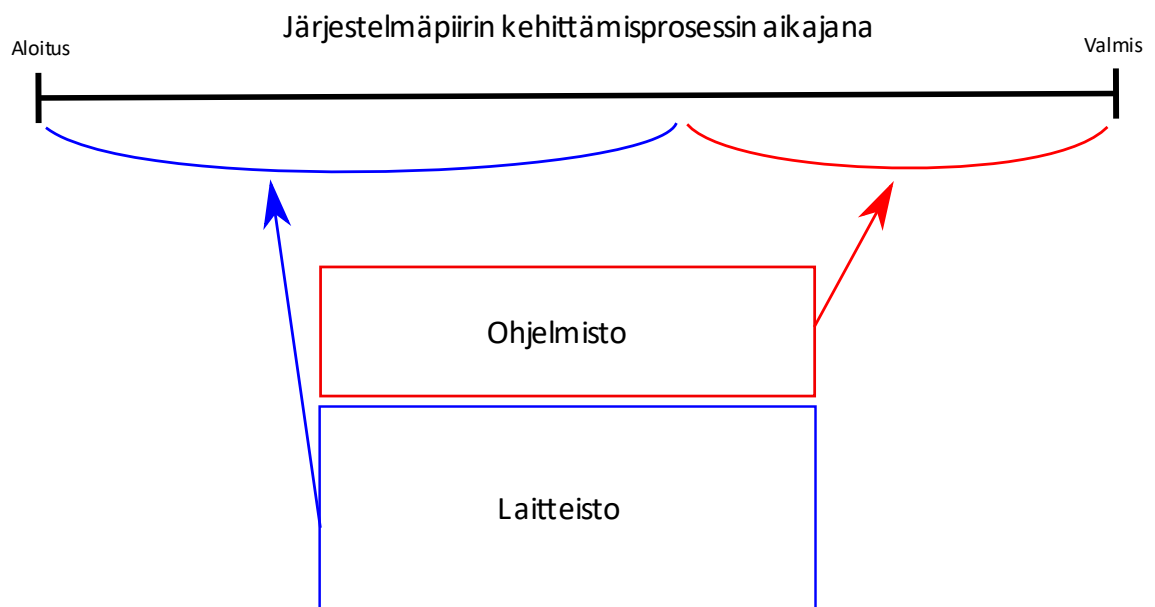 Järjestelmäpiirin kehittämisprosessin aikajana
Aloitus
Valmis
Ohjelmisto
Laitteisto